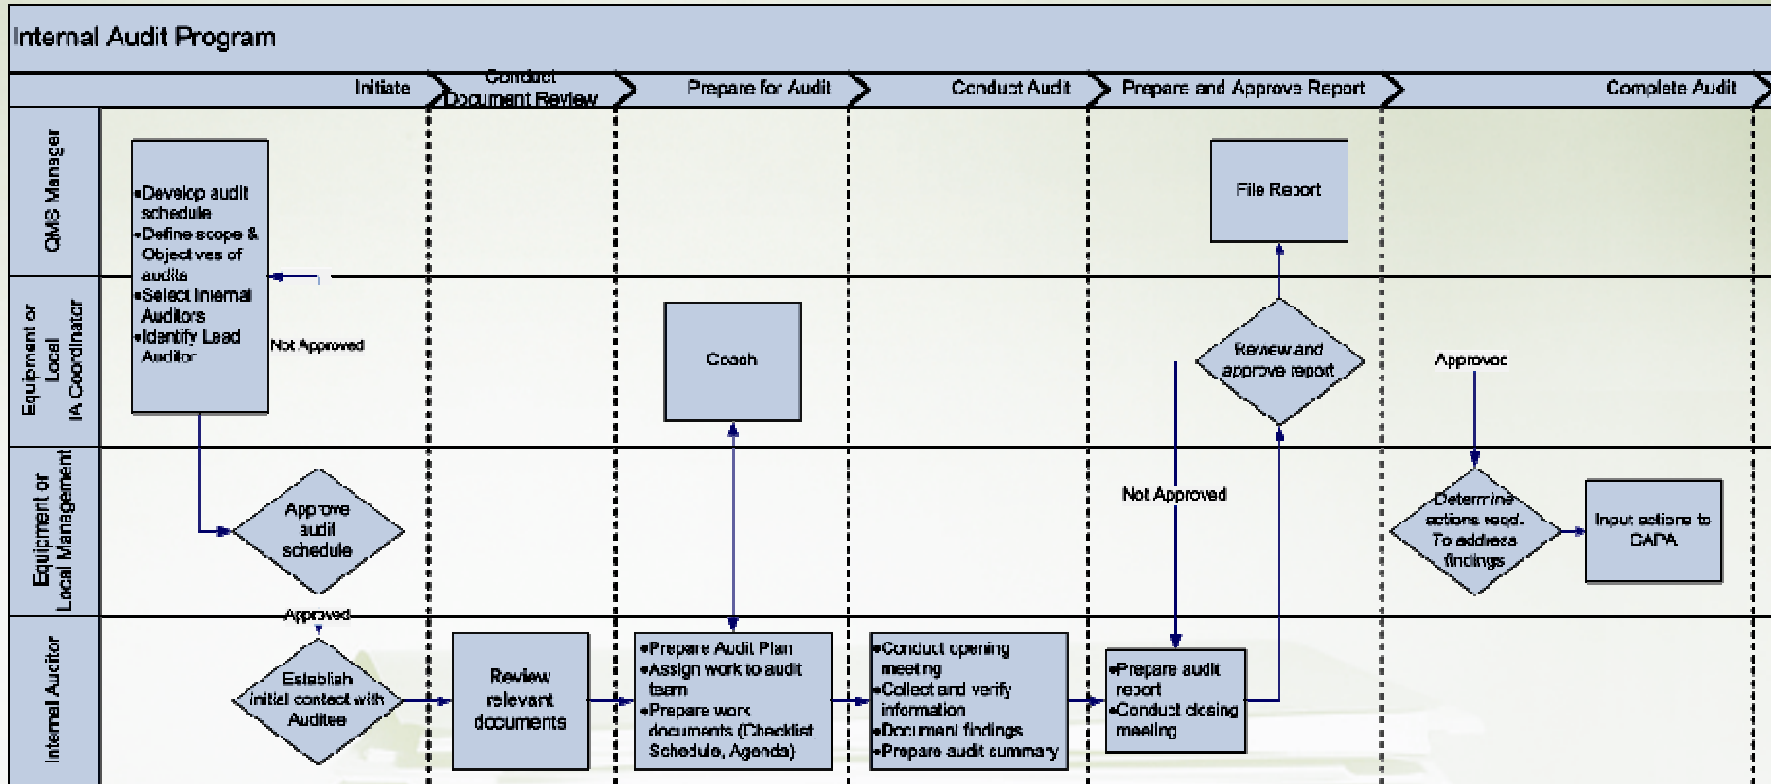 Internal Audit Program
Initiate
Conduct
Document Review
Prepare for Audit
Conduct Audit
Prepare and Approve Report
Complete Audit
QMS Manager
•Develop audit
schedule
•Define scope &
Objectives of
audits
•Select Internal
Auditors
•Identify Lead
Auditor
File Report
Equipment or
Local
IA Coordinator
Not Approved
Coach
Review and
approve report
Approved
Equipment or
Local Management
Approve
audit
schedule
Not Approved
Determine
actions reqd.
To address
findings
Input actions to
CAPA
Approved
Internal Auditor
Establish
initial contact with
Auditee
Review
relevant
documents
•Prepare Audit Plan
•Assign work to audit
team
•Prepare work
documents (Checklist
Schedule, Agenda)
•Conduct opening
meeting
•Collect and verify
information
•Document findings
•Prepare audit summary
•Prepare audit
report
•Conduct closing
meeting